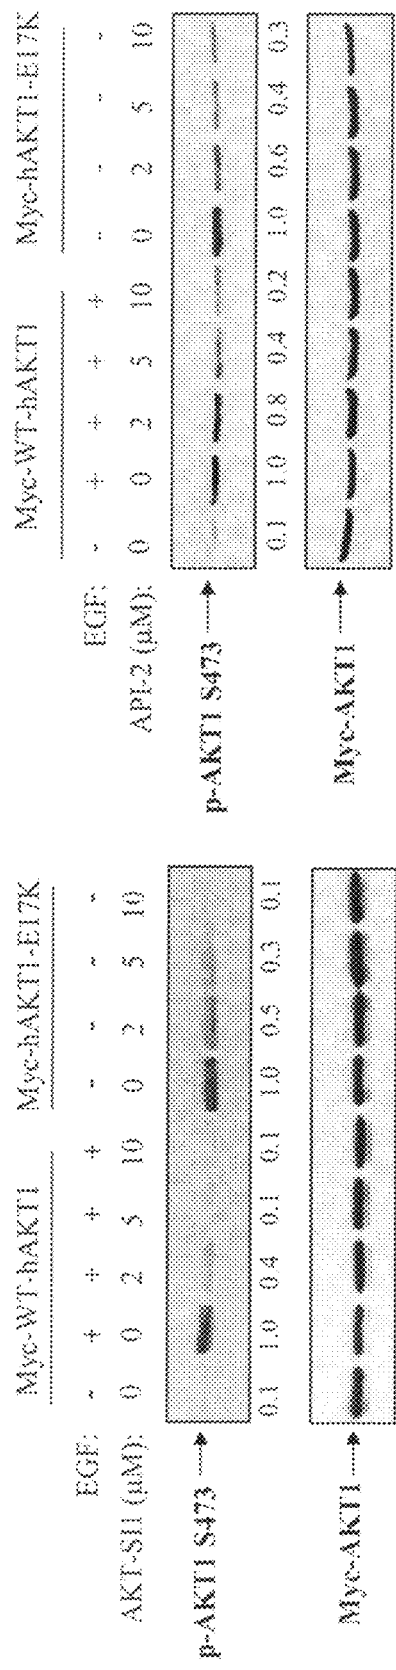 Myc-WT-hAKT1 Myc-hAKT1-E17K
EGF: - + + + + - - - -
AKT-SI1 (µM): 0 0 2 5 10 0 2 5 10
p-AKT1 S473
0.1 1.0 0.4 0.1 0.1 1.0 0.5 0.3 0.1
Myc-AKT1
Myc-WT-hAKT1 Myc-hAKT1-E17K
EGF: - + + + + - - - -
API-2 (µM): 0 0 2 5 10 0 2 5 10
p-AKT1 S473
0.1 1.0 0.8 0.4 0.2 1.0 0.6 0.4 0.3
Myc-AKT1